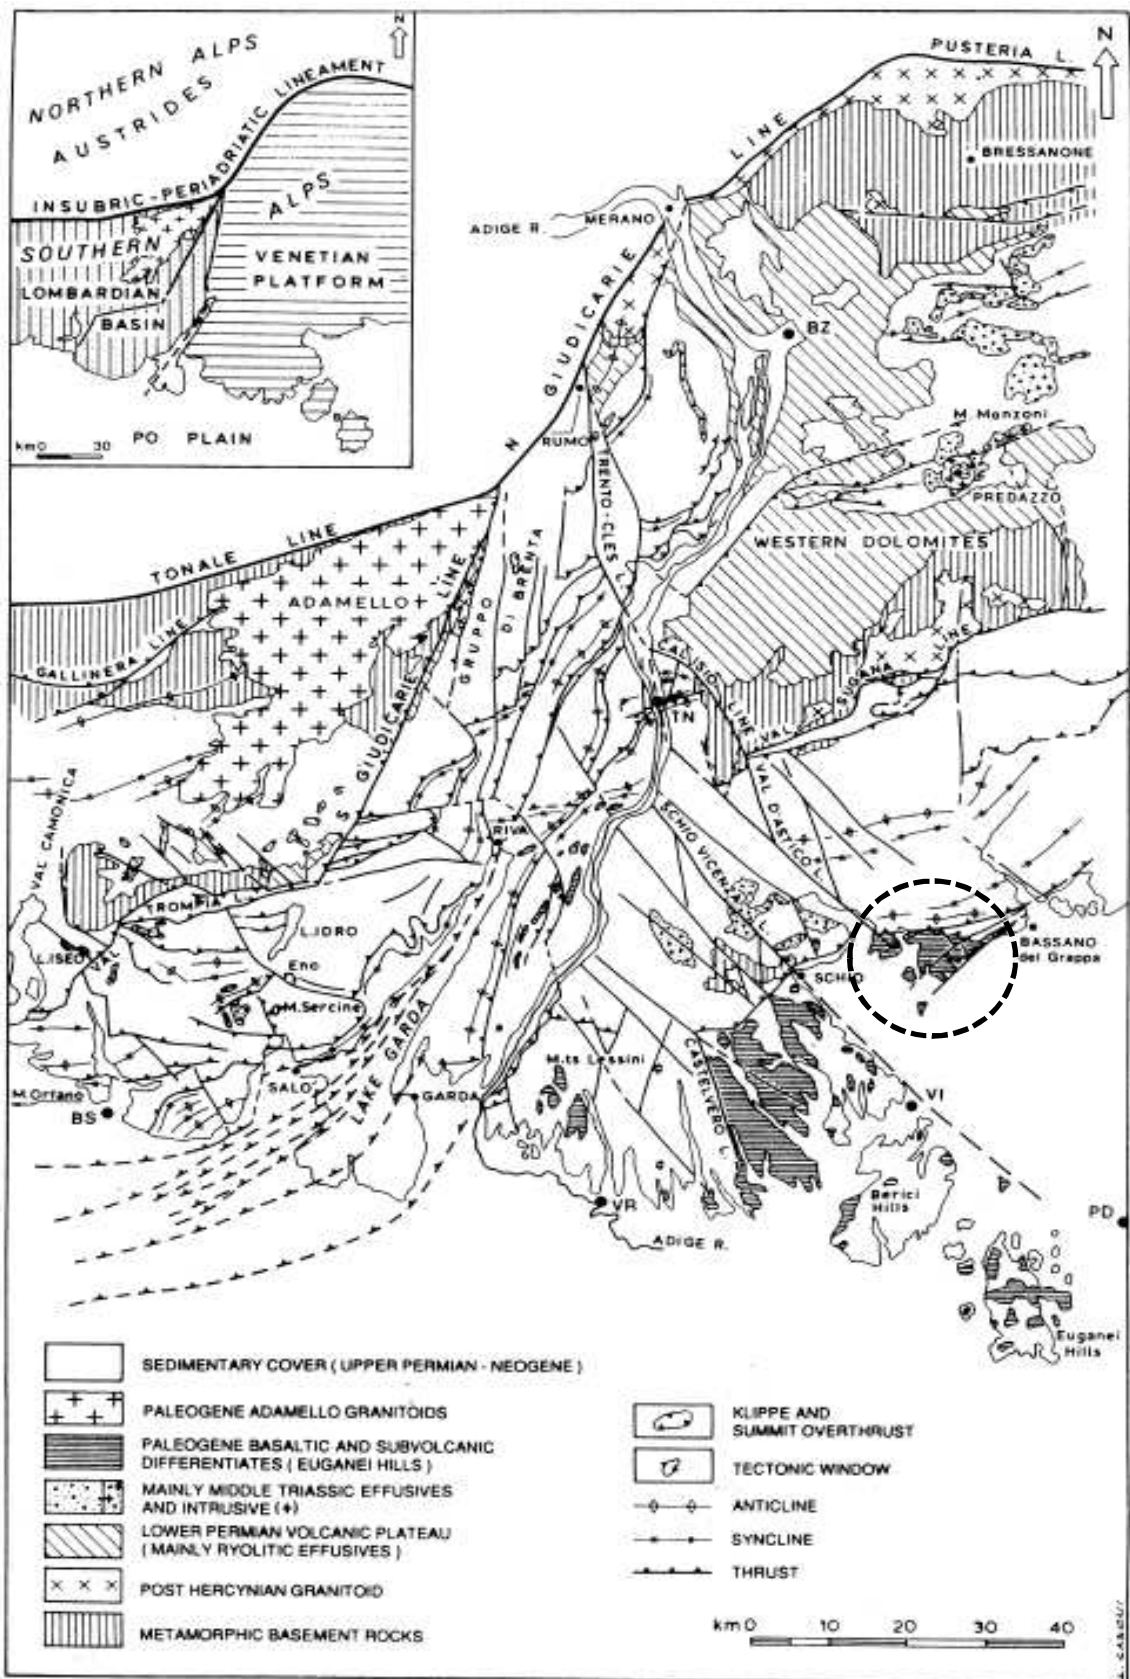 N
NORTHERN ALPS
AUSTRIDES
INSUBRIC-PERIADRIATIC LINEAMENT
SOUTHERN
ALPS
LOMBARDIAN
BASIN
VENETIAN
PLATFORM
PO PLAIN
km 0 30
N
PUSTERIA L.
BRESSANONE
LINE
MERANO
ADIGE R.
GIUDICARIE
N
BZ
RUMO
M. Monzoni
PREDAZZO
TRENTO-CLES L.
WESTERN DOLOMITES
TONALE LINE
ADAMELLO
GALLINERA LINE
S GIUDICARIE LINE
GRUPPO DI BRENTA
CALISIO LINE
VAL SUGANA LINE
TN
VAL D'ASTICO L.
SCHIO VICENZA L.
VAL CAMONICA
RIVA
VAL TROMPIA L.
L.IDRO
L.ISEO
Eno
M.Sercine
SCHIO
BASSANO
del Grappa
LAKE GARDA
SALO'
M.ts Lessini
CASTELVERO L.
M.Orfano
BS
GARDA
VI
Berici
Hills
VR
ADIGE R.
PD
Euganei
Hills
SEDIMENTARY COVER ( UPPER PERMIAN - NEOGENE )
PALEOGENE ADAMELLO GRANITOIDS
PALEOGENE BASALTIC AND SUBVOLCANIC
DIFFERENTIATES ( EUGANEI HILLS )
MAINLY MIDDLE TRIASSIC EFFUSIVES
AND INTRUSIVE (+)
LOWER PERMIAN VOLCANIC PLATEAU
( MAINLY RYOLITIC EFFUSIVES )
POST HERCYNIAN GRANITOID
METAMORPHIC BASEMENT ROCKS
KLIPPE AND
SUMMIT OVERTHRUST
TECTONIC WINDOW
ANTICLINE
SYNCLINE
THRUST
km 0 10 20 30 40